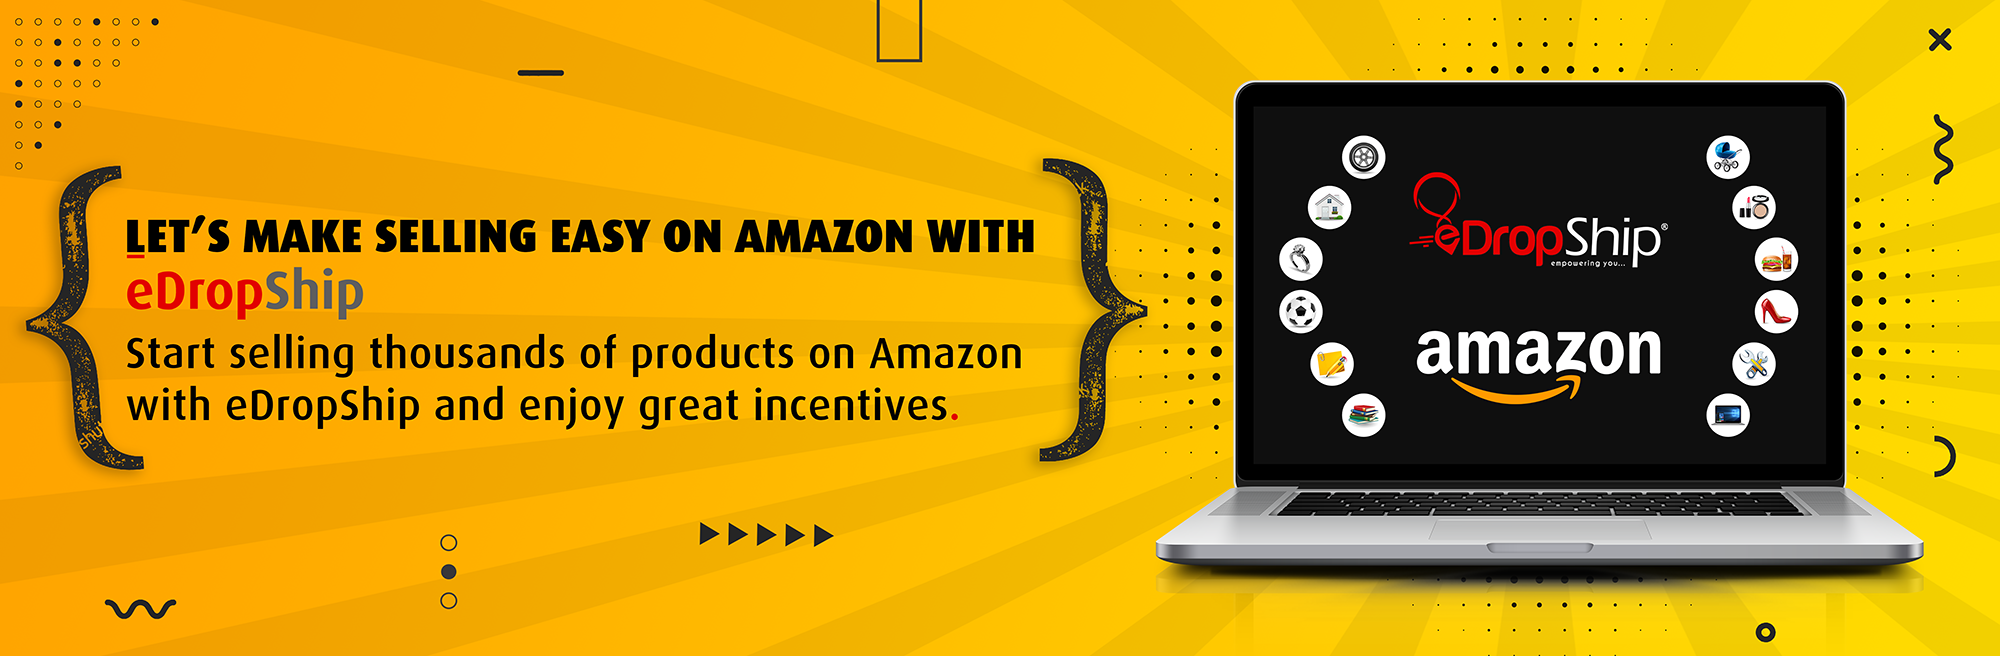 LET'S MAKE SELLING EASY ON AMAZON WITH
eDropShip
Start selling thousands of products on Amazon
with eDropShip and enjoy great incentives.
eDropShip®
empowering you...
amazon